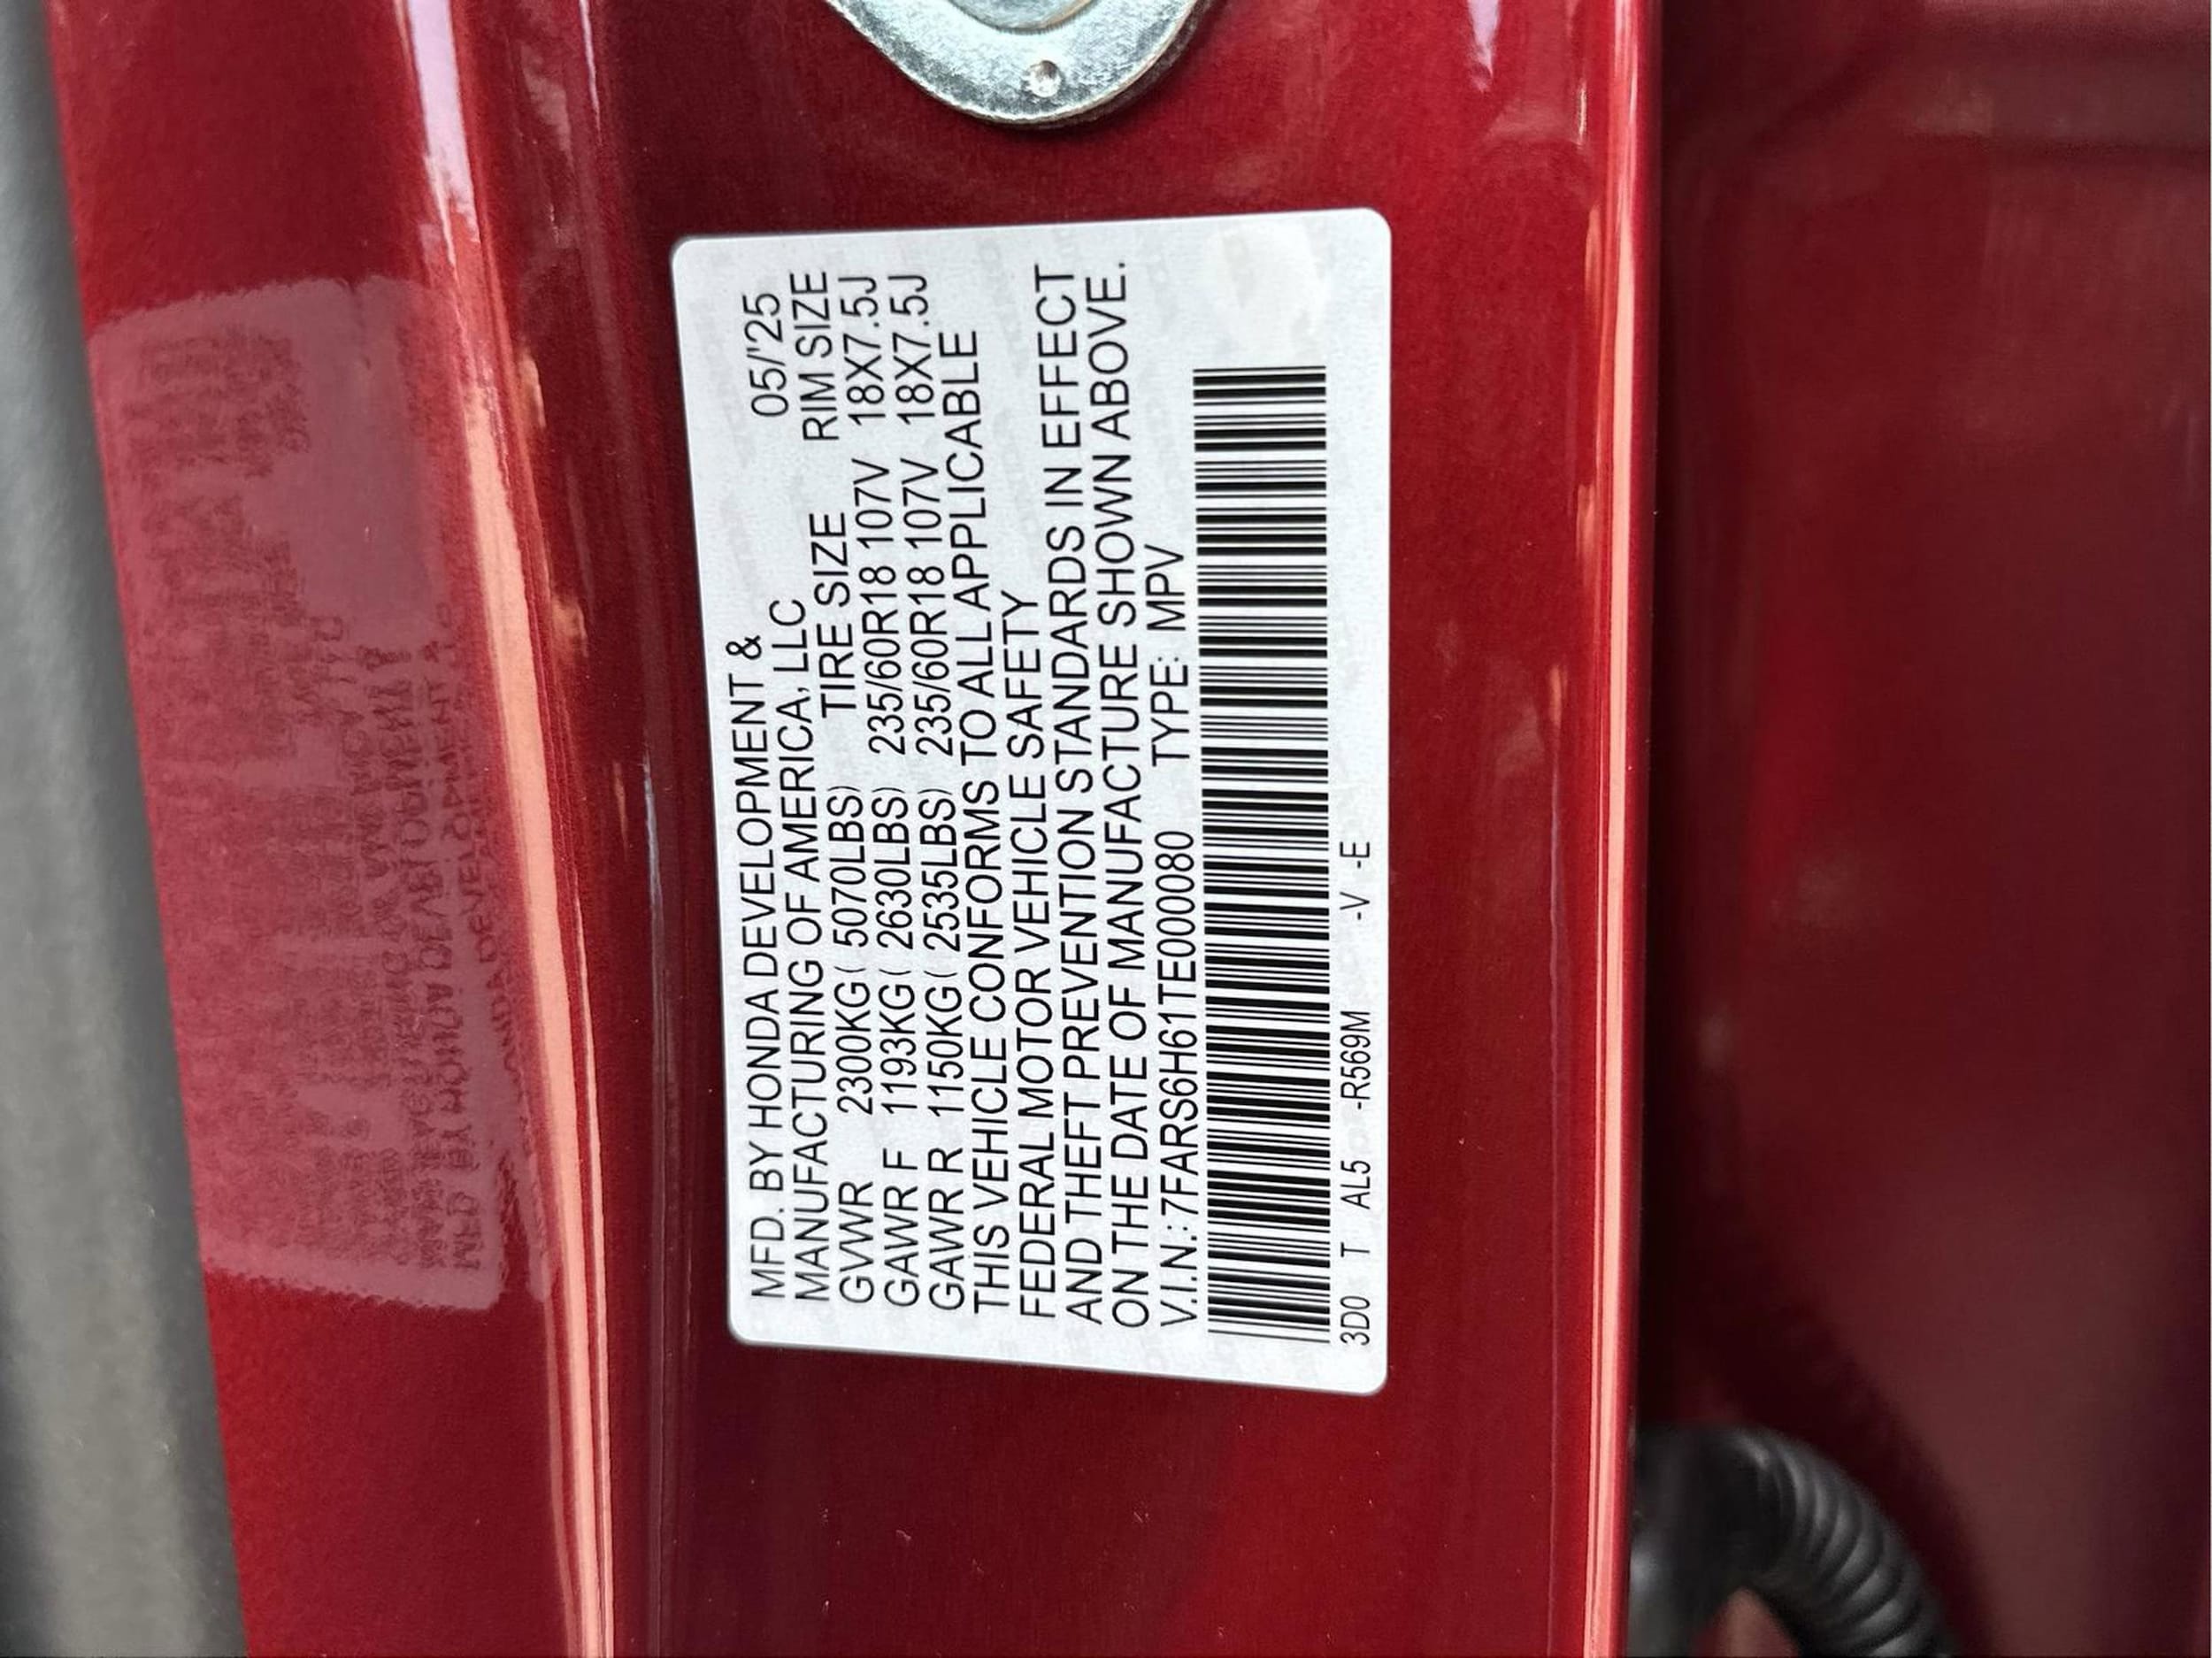 MFD. BY HONDA DEVELOPMENT &
MANUFACTURING OF AMERICA, LLC 05/'25
GVWR 2300KG( 5070LBS) TIRE SIZE RIM SIZE
GAWR F 1193KG( 2630LBS) 235/60R18 107V 18X7.5J
GAWR R 1150KG( 2535LBS) 235/60R18 107V 18X7.5J
THIS VEHICLE CONFORMS TO ALL APPLICABLE
FEDERAL MOTOR VEHICLE SAFETY
AND THEFT PREVENTION STANDARDS IN EFFECT
ON THE DATE OF MANUFACTURE SHOWN ABOVE.
V.I.N.: 7FARS6H61TE000080 TYPE: MPV
3D0 T AL5 -R569M -V -E